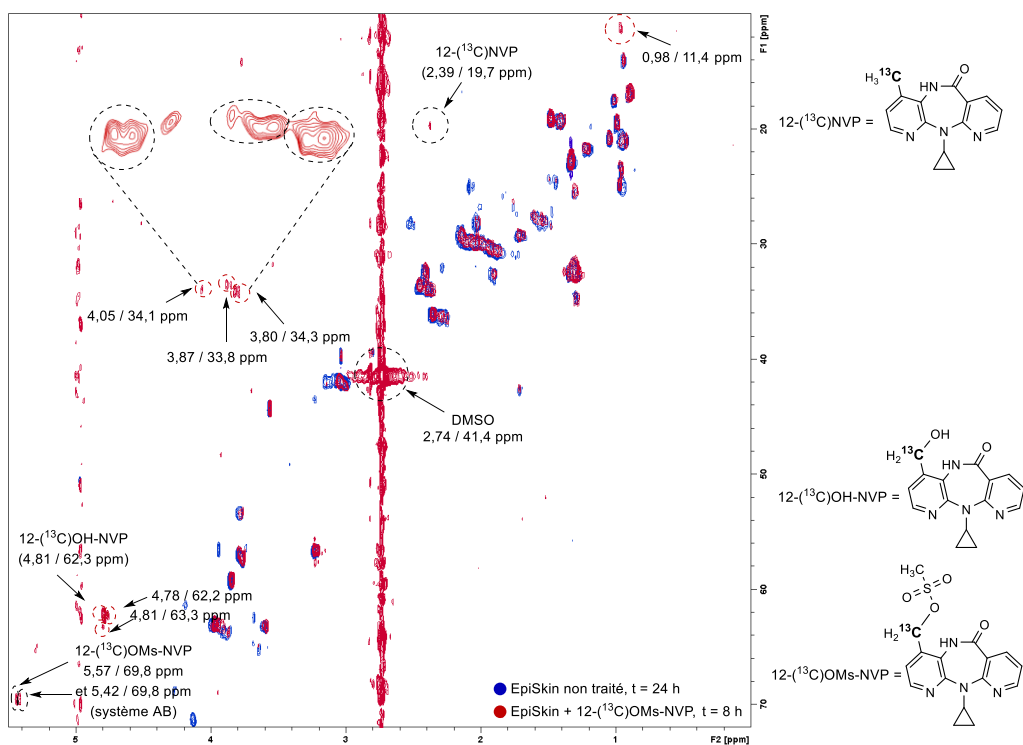 12-(¹³C)NVP
(2,39 / 19,7 ppm)
0,98 / 11,4 ppm
4,05 / 34,1 ppm
3,87 / 33,8 ppm
3,80 / 34,3 ppm
DMSO
2,74 / 41,4 ppm
12-(¹³C)OH-NVP
(4,81 / 62,3 ppm)
4,78 / 62,2 ppm
4,81 / 63,3 ppm
12-(¹³C)OMs-NVP
5,57 / 69,8 ppm
et 5,42 / 69,8 ppm
(système AB)
EpiSkin non traité, t = 24 h
EpiSkin + 12-(¹³C)OMs-NVP, t = 8 h
5 4 3 2 1 F2 [ppm]
F1 [ppm]
20
30
40
50
60
70
H₃¹³C
HN O
12-(¹³C)NVP =
N N N
OH
H₂¹³C
HN O
12-(¹³C)OH-NVP =
N N N
H₃C O
S
O O
H₂¹³C
HN O
12-(¹³C)OMs-NVP =
N N N